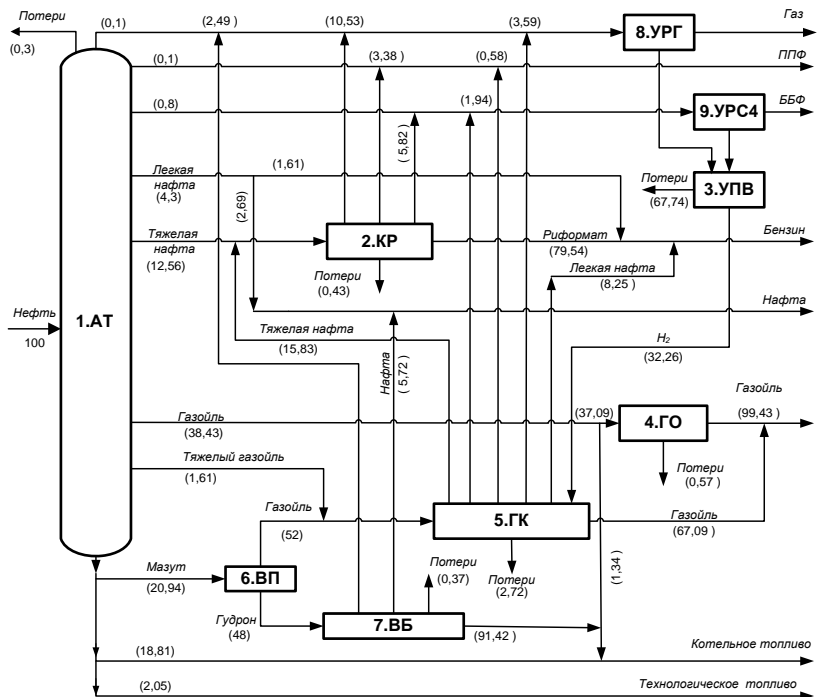 Потери
(0,3)
(0,1)
(2,49 )
(10,53)
(3,59)
8.УРГ
Газ
(0,1)
(3,38 )
(0,58)
ППФ
(0,8)
( 5,82 )
(1,94)
9.УРС4
ББФ
Легкая
нафта
(4,3)
(1,61)
(2,69)
Потери
(67,74)
3.УПВ
Тяжелая
нафта
(12,56)
2.КР
Риформат
(79,54)
Бензин
Потери
(0,43)
Легкая нафта
(8,25 )
Нефть
100
1.АТ
Нафта
Тяжелая нафта
(15,83)
Нафта
( 5,72 )
H2
(32,26)
Газойль
(38,43)
(37,09)
4.ГО
Газойль
(99,43 )
Тяжелый газойль
(1,61)
Потери
(0,57 )
Газойль
(52)
5.ГК
Газойль
(67,09 )
Мазут
(20,94)
6.ВП
Потери
(0,37)
Потери
(2,72)
(1,34)
Гудрон
(48)
7.ВБ
(91,42 )
(18,81)
Котельное топливо
(2,05)
Технологическое топливо